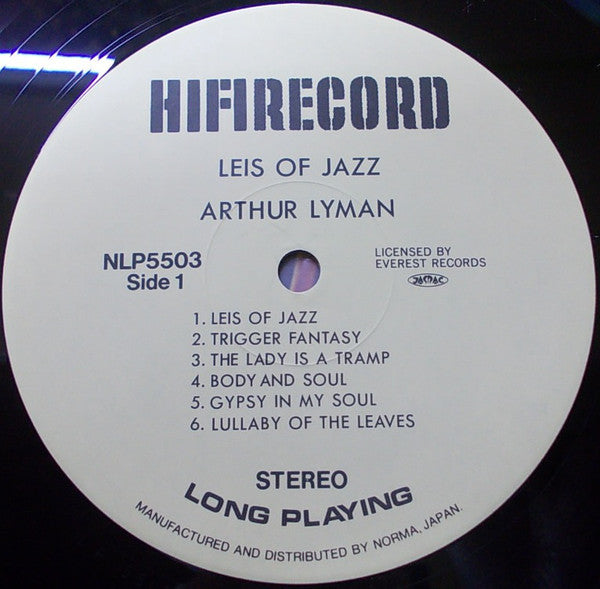 HIFIRECORD
LEIS OF JAZZ
ARTHUR LYMAN
NLP5503
Side 1
LICENSED BY
EVEREST RECORDS
JASRAC
1. LEIS OF JAZZ
2. TRIGGER FANTASY
3. THE LADY IS A TRAMP
4. BODY AND SOUL
5. GYPSY IN MY SOUL
6. LULLABY OF THE LEAVES
STEREO
LONG PLAYING
MANUFACTURED AND DISTRIBUTED BY NORMA, JAPAN.